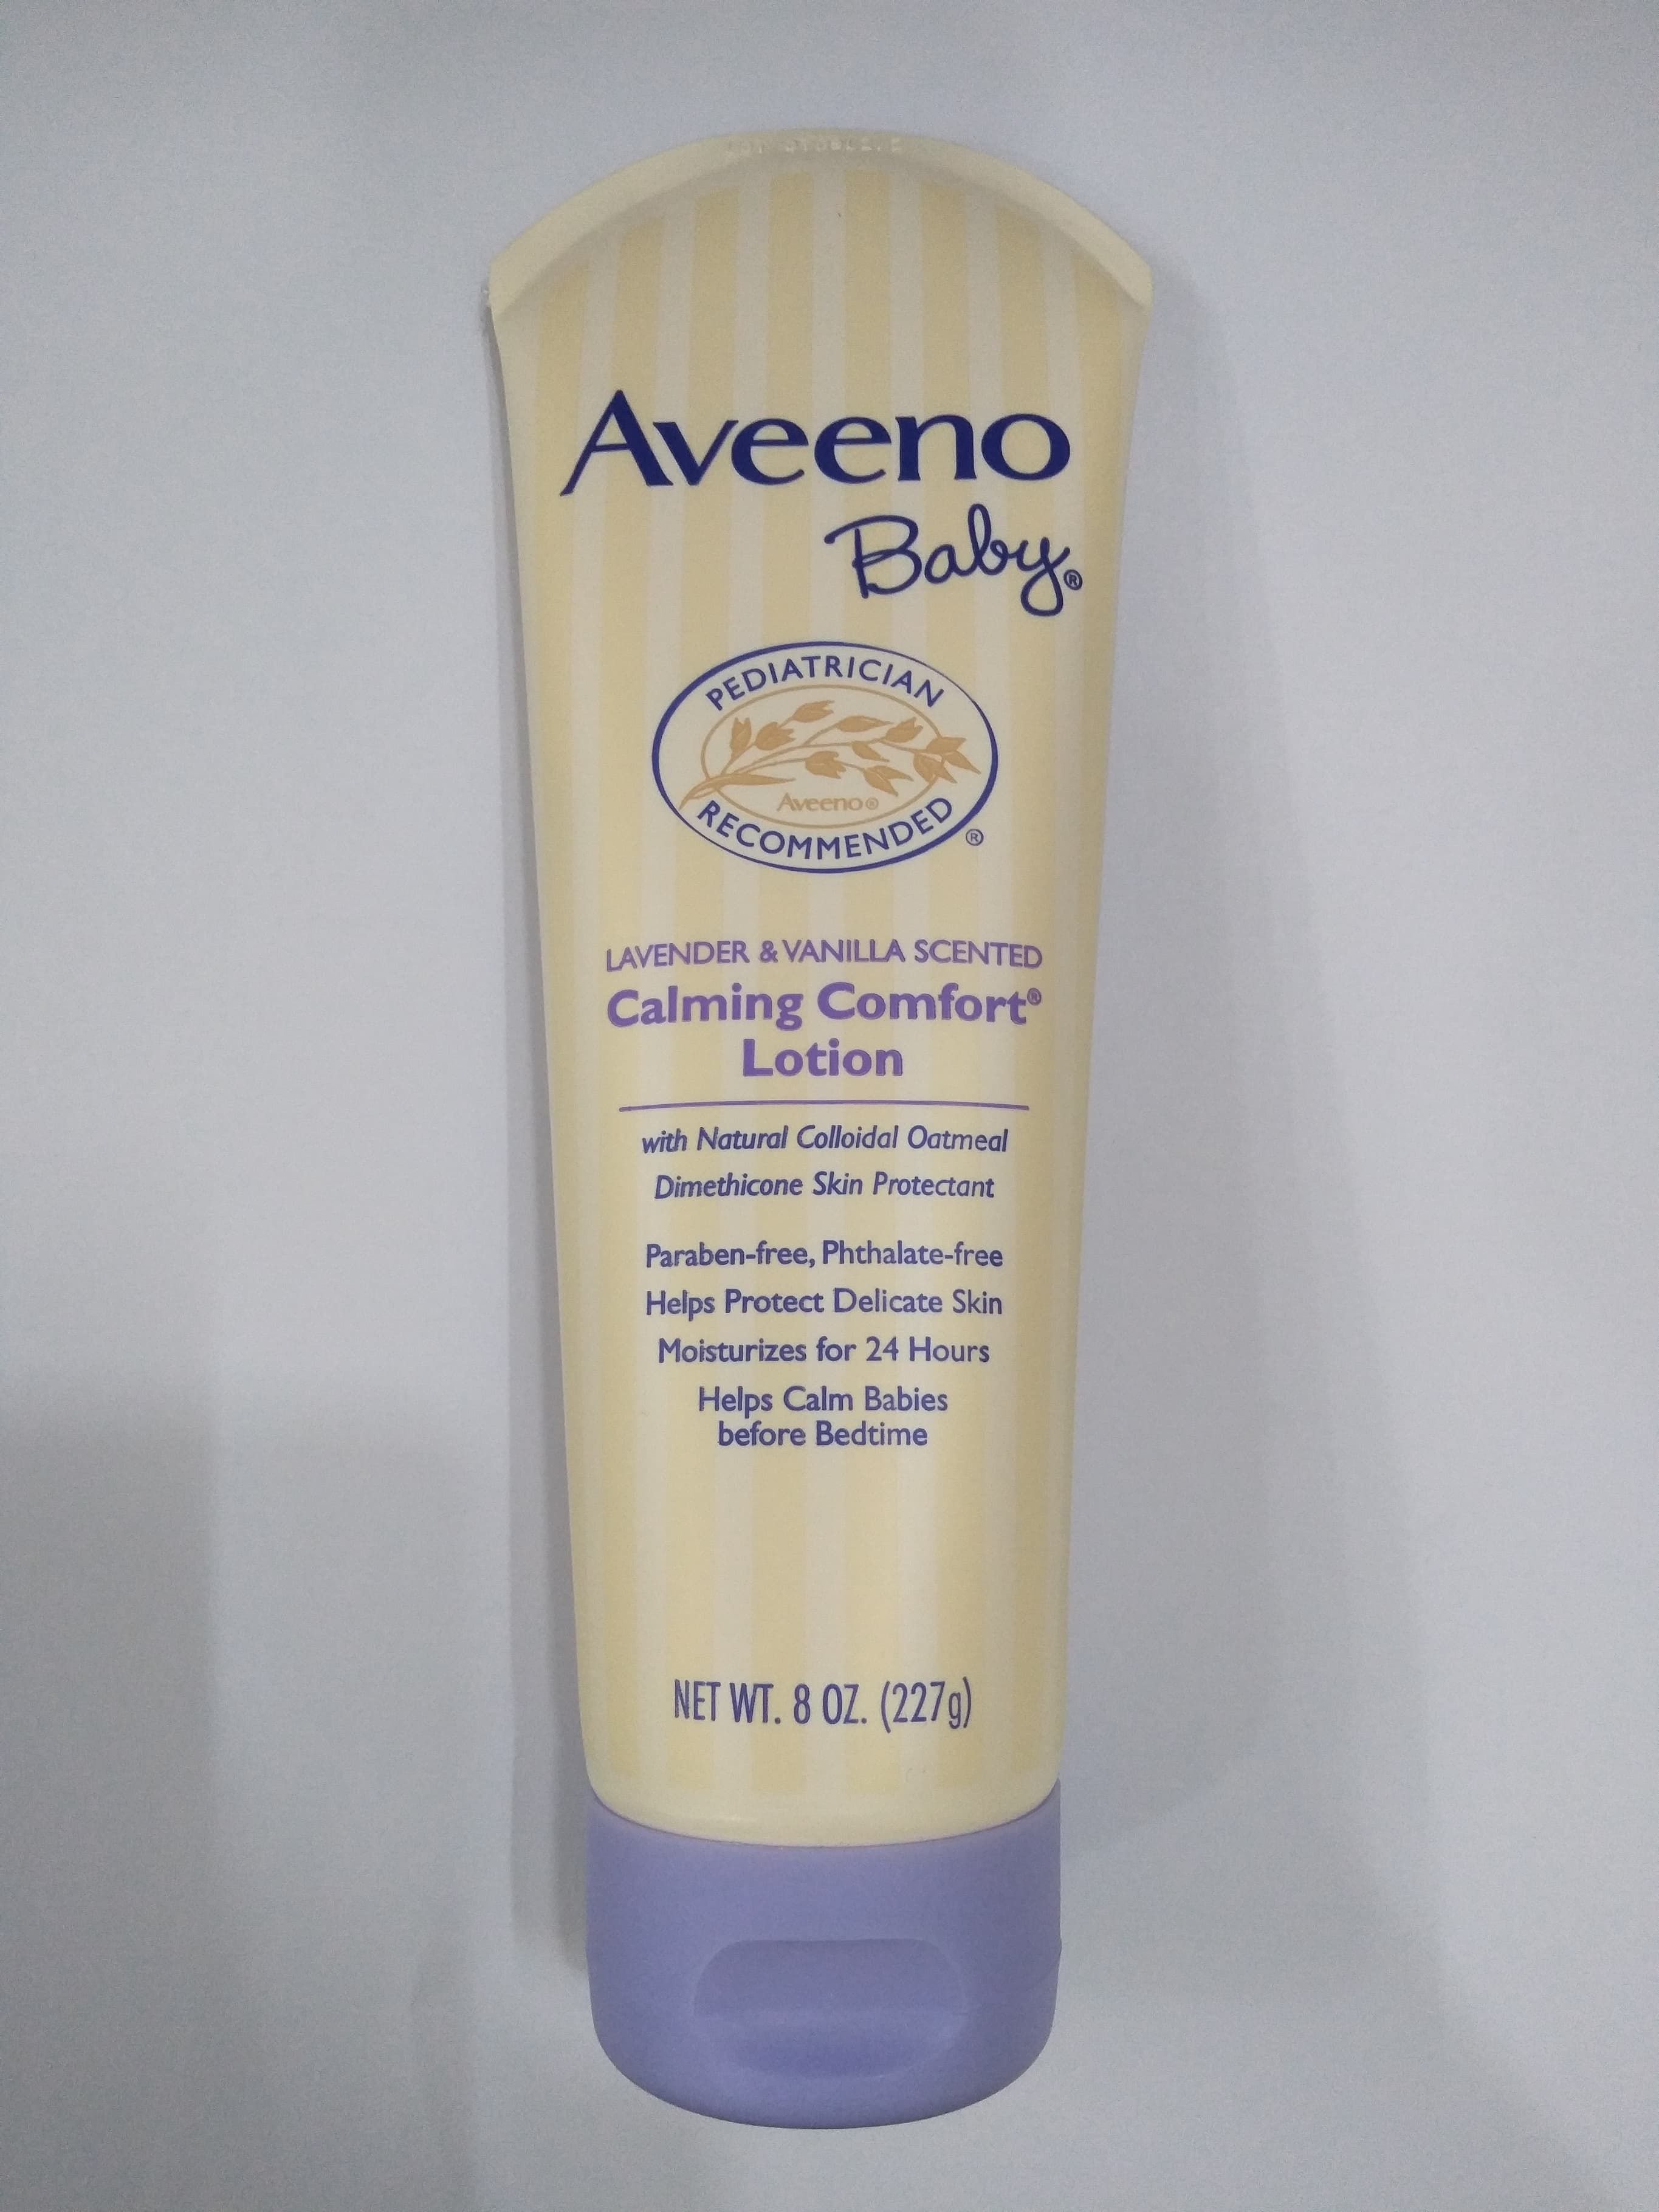 Aveeno
Baby®
PEDIATRICIAN
Aveeno®
RECOMMENDED®
LAVENDER & VANILLA SCENTED
Calming Comfort®
Lotion
with Natural Colloidal Oatmeal
Dimethicone Skin Protectant
Paraben-free, Phthalate-free
Helps Protect Delicate Skin
Moisturizes for 24 Hours
Helps Calm Babies
before Bedtime
NET WT. 8 OZ. (227g)